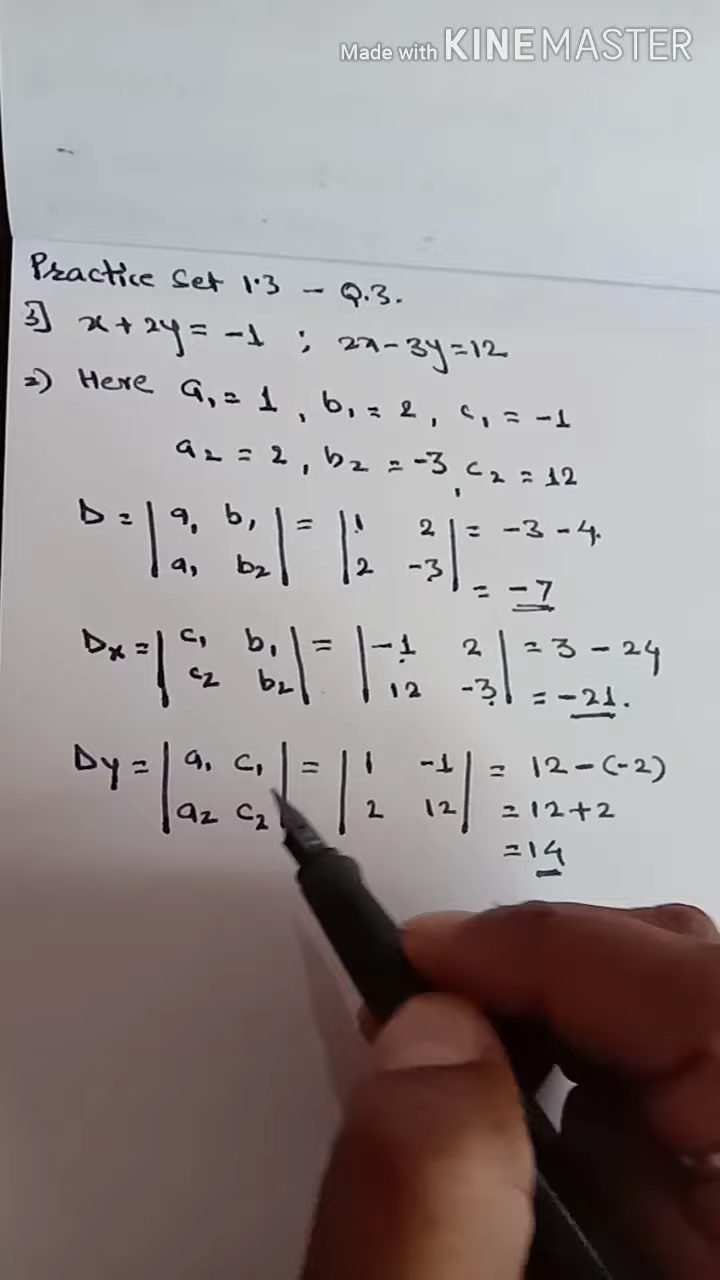 Made with KINEMASTER
Practice Set 1.3 – Q.3.
3] x + 2y = -1 ; 2x - 3y = 12
=) Here a₁ = 1 , b₁ = 2 , c₁ = -1
a₂ = 2 , b₂ = -3 , c₂ = 12
D = | a₁ b₁ | = | 1 2 | = -3 - 4.
| a₁ b₂ | | 2 -3 | = -7
Dx = | c₁ b₁ | = | -1 2 | = 3 - 24
| c₂ b₂ | | 12 -3 | = -21.
Dy = | a₁ c₁ | = | 1 -1 | = 12 - (-2)
| a₂ c₂ | | 2 12 | = 12 + 2
= 14